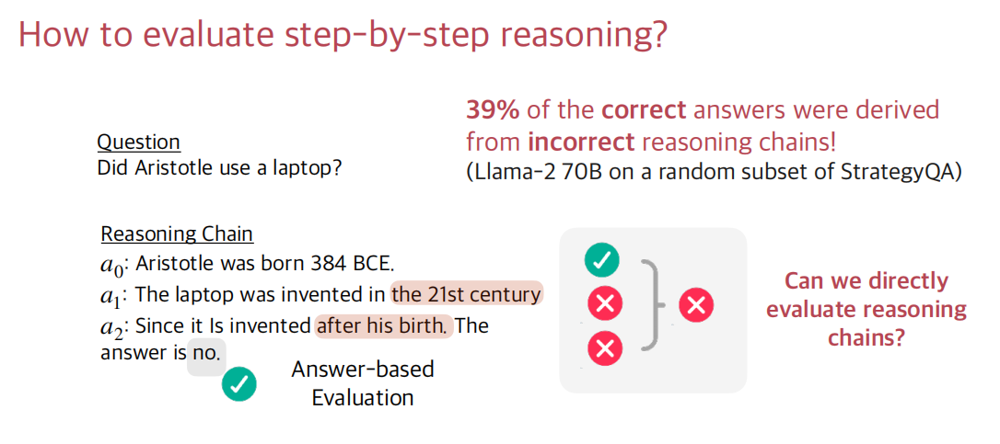 How to evaluate step-by-step reasoning?
39% of the correct answers were derived
from incorrect reasoning chains!
(Llama-2 70B on a random subset of StrategyQA)
Question
Did Aristotle use a laptop?
Reasoning Chain
a₀: Aristotle was born 384 BCE.
a₁: The laptop was invented in the 21st century
a₂: Since it Is invented after his birth. The
answer is no.
Answer-based
Evaluation
Can we directly
evaluate reasoning
chains?